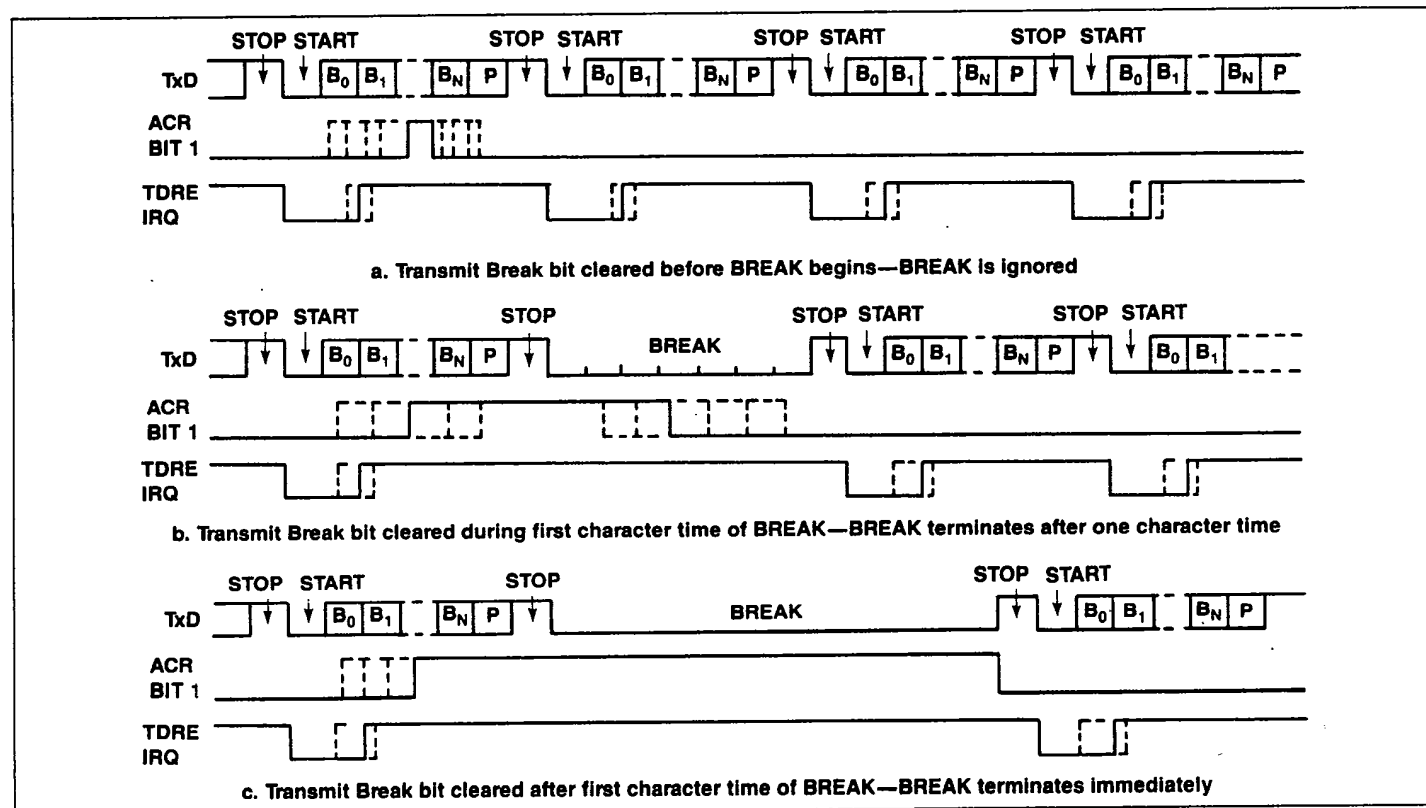 STOP START STOP START STOP START STOP START
TxD B0 B1 BN P B0 B1 BN P B0 B1 BN P B0 B1 BN P
ACR
BIT 1
TDRE
IRQ
a. Transmit Break bit cleared before BREAK begins—BREAK is ignored
STOP START STOP STOP START STOP START
TxD B0 B1 BN P BREAK B0 B1 BN P B0 B1
ACR
BIT 1
TDRE
IRQ
b. Transmit Break bit cleared during first character time of BREAK—BREAK terminates after one character time
STOP START STOP STOP START
TxD B0 B1 BN P BREAK B0 B1 BN P
ACR
BIT 1
TDRE
IRQ
c. Transmit Break bit cleared after first character time of BREAK—BREAK terminates immediately